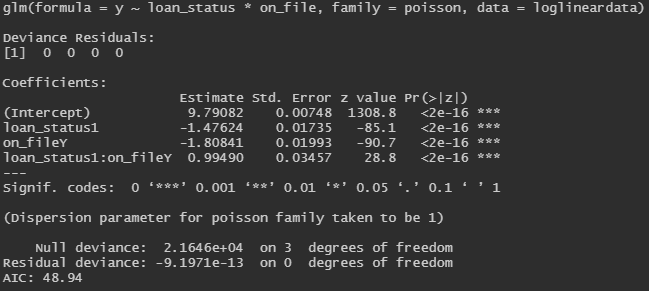 glm(formula = y ~ loan_status * on_file, family = poisson, data = loglineardata)
Deviance Residuals:
[1]  0  0  0  0
Coefficients:
                     Estimate Std. Error z value Pr(>|z|)
(Intercept)           9.79082    0.00748  1308.8   <2e-16 ***
loan_status1         -1.47624    0.01735   -85.1   <2e-16 ***
on_fileY             -1.80841    0.01993   -90.7   <2e-16 ***
loan_status1:on_fileY  0.99490    0.03457    28.8   <2e-16 ***
---
Signif. codes:  0 ‘***’ 0.001 ‘**’ 0.01 ‘*’ 0.05 ‘.’ 0.1 ‘ ’ 1
(Dispersion parameter for poisson family taken to be 1)
    Null deviance:  2.1646e+04  on 3  degrees of freedom
Residual deviance: -9.1971e-13  on 0  degrees of freedom
AIC: 48.94